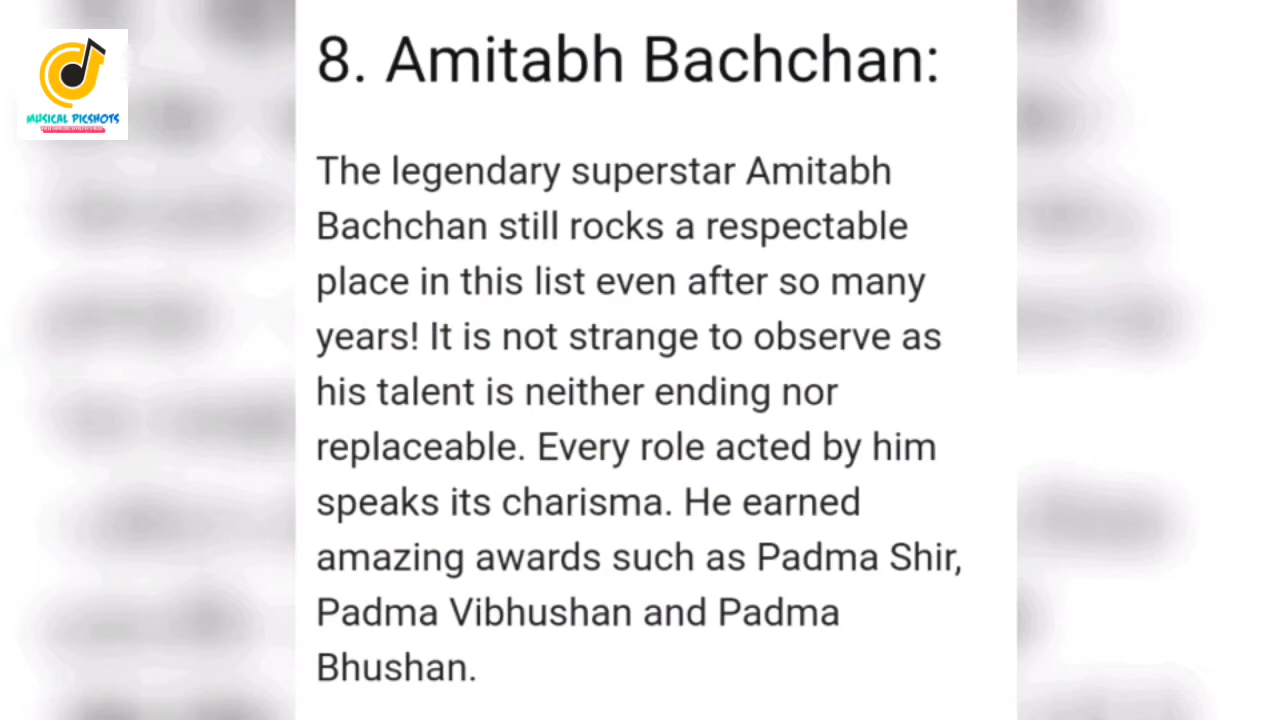 8. Amitabh Bachchan:
MUSICAL PICSHOTS
The legendary superstar Amitabh
Bachchan still rocks a respectable
place in this list even after so many
years! It is not strange to observe as
his talent is neither ending nor
replaceable. Every role acted by him
speaks its charisma. He earned
amazing awards such as Padma Shir,
Padma Vibhushan and Padma
Bhushan.